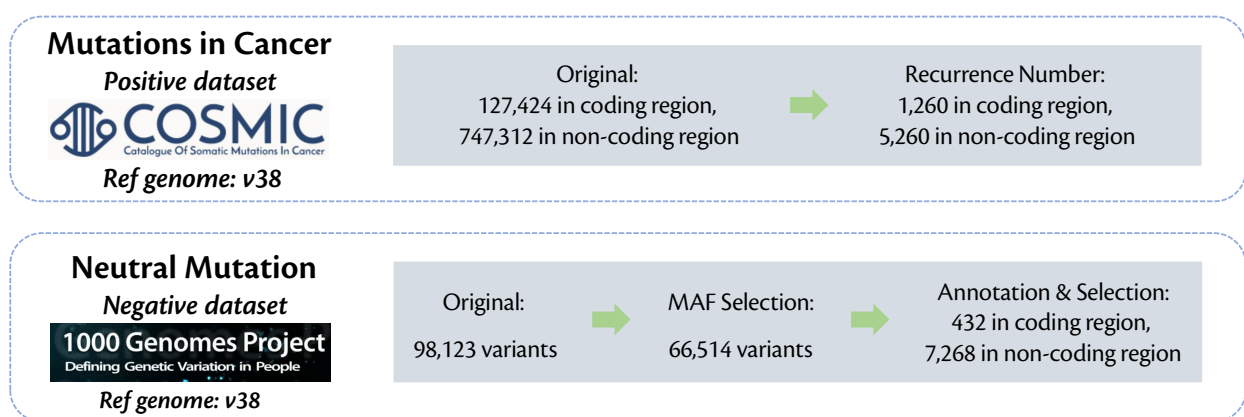 Mutations in Cancer
Positive dataset
COSMIC
Catalogue Of Somatic Mutations In Cancer
Ref genome: v38
Original:
127,424 in coding region,
747,312 in non-coding region
Recurrence Number:
1,260 in coding region,
5,260 in non-coding region
Neutral Mutation
Negative dataset
1000 Genomes Project
Defining Genetic Variation in People
Ref genome: v38
Original:
98,123 variants
MAF Selection:
66,514 variants
Annotation & Selection:
432 in coding region,
7,268 in non-coding region